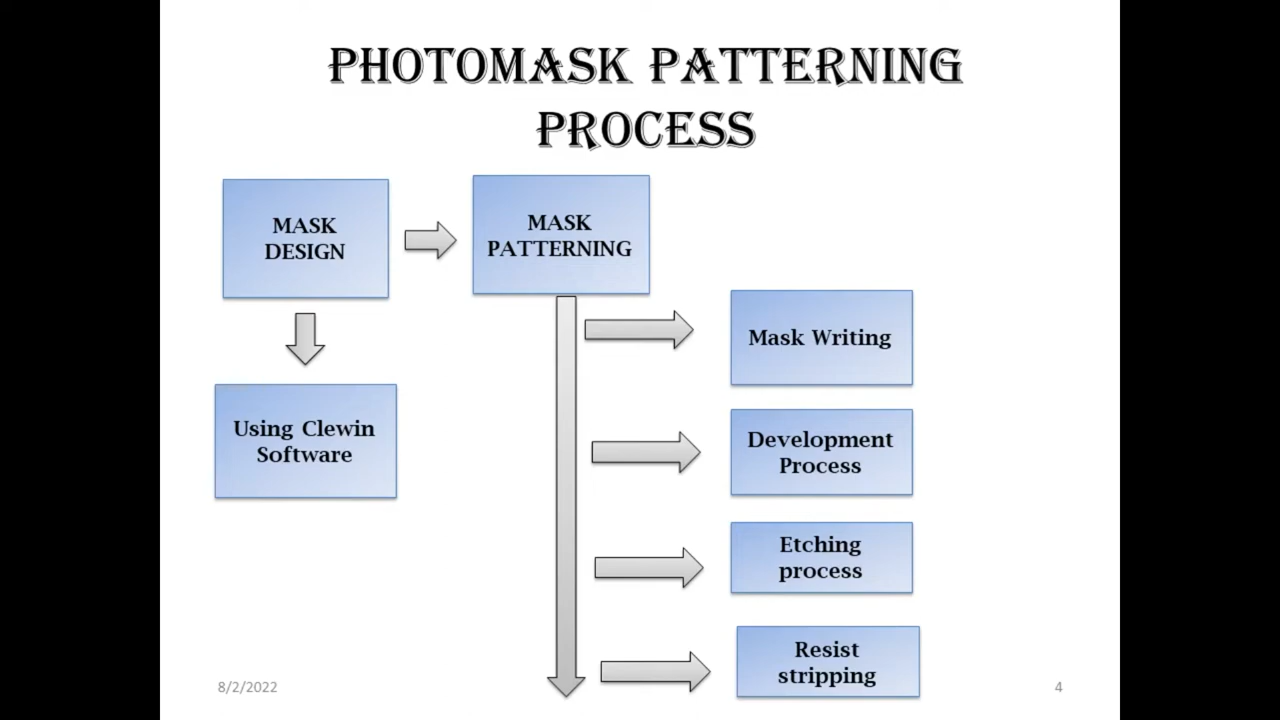 PHOTOMASK PATTERNING
PROCESS
MASK
DESIGN
MASK
PATTERNING
Using Clewin
Software
Mask Writing
Development
Process
Etching
process
Resist
stripping
8/2/2022
4